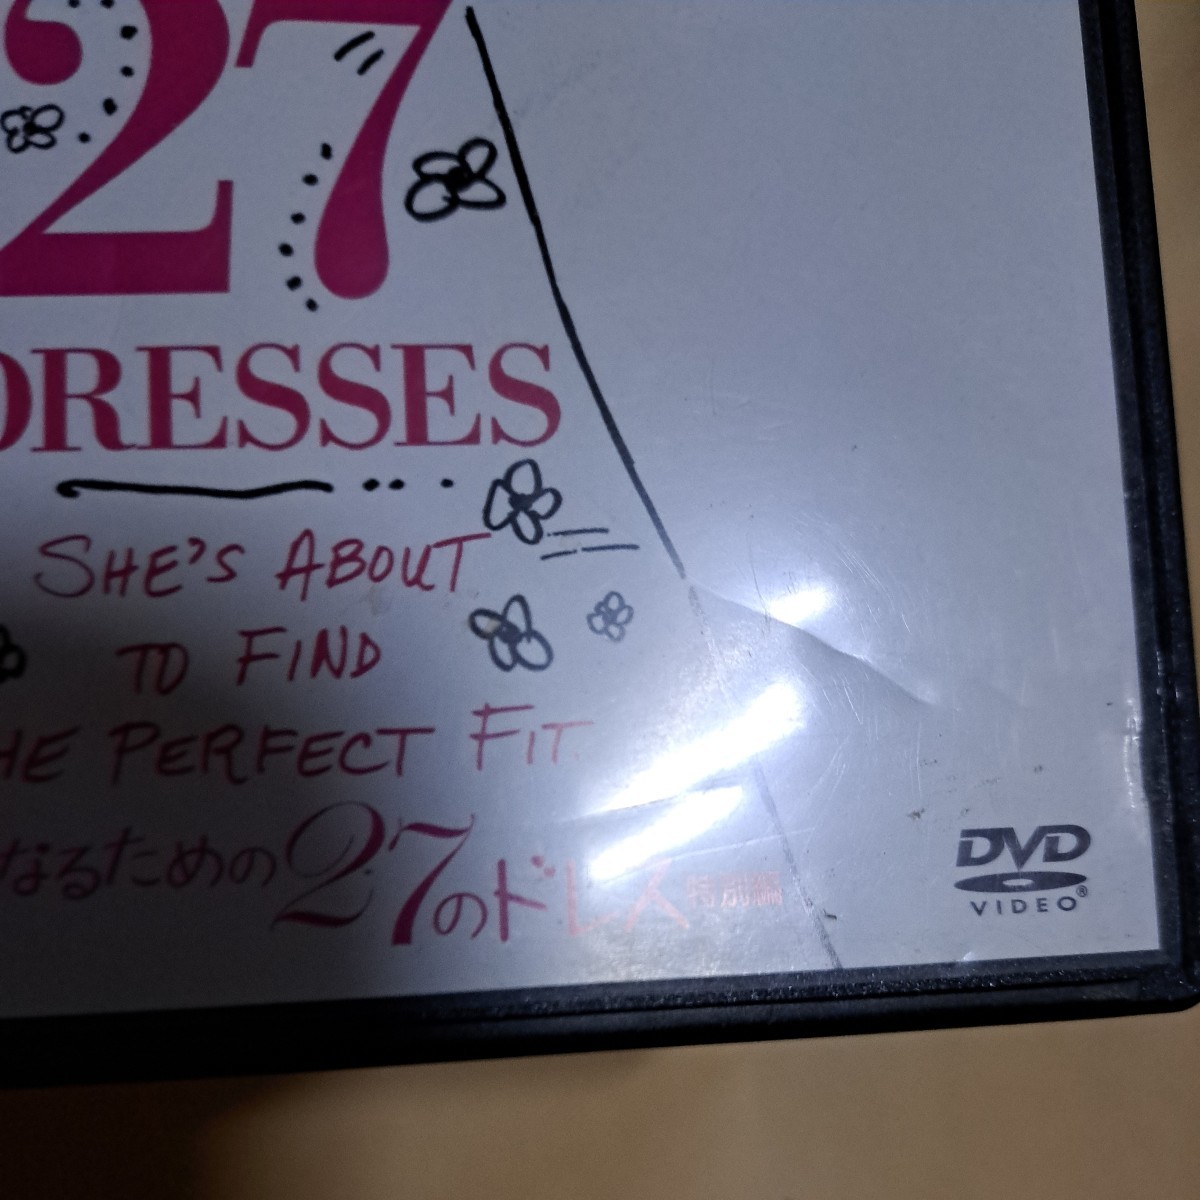 27
DRESSES
SHE'S ABOUT
TO FIND
HE PERFECT FIT.
なるための27のドレス 特別編
DVD
VIDEO®